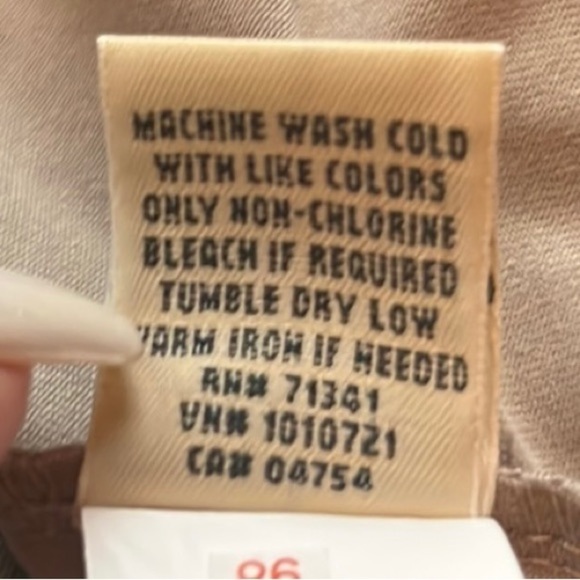 MACHINE WASH COLD
WITH LIKE COLORS
ONLY NON-CHLORINE
BLEACH IF REQUIRED
TUMBLE DRY LOW
WARM IRON IF NEEDED
RN# 71341
VN# 1010721
CA# 04754